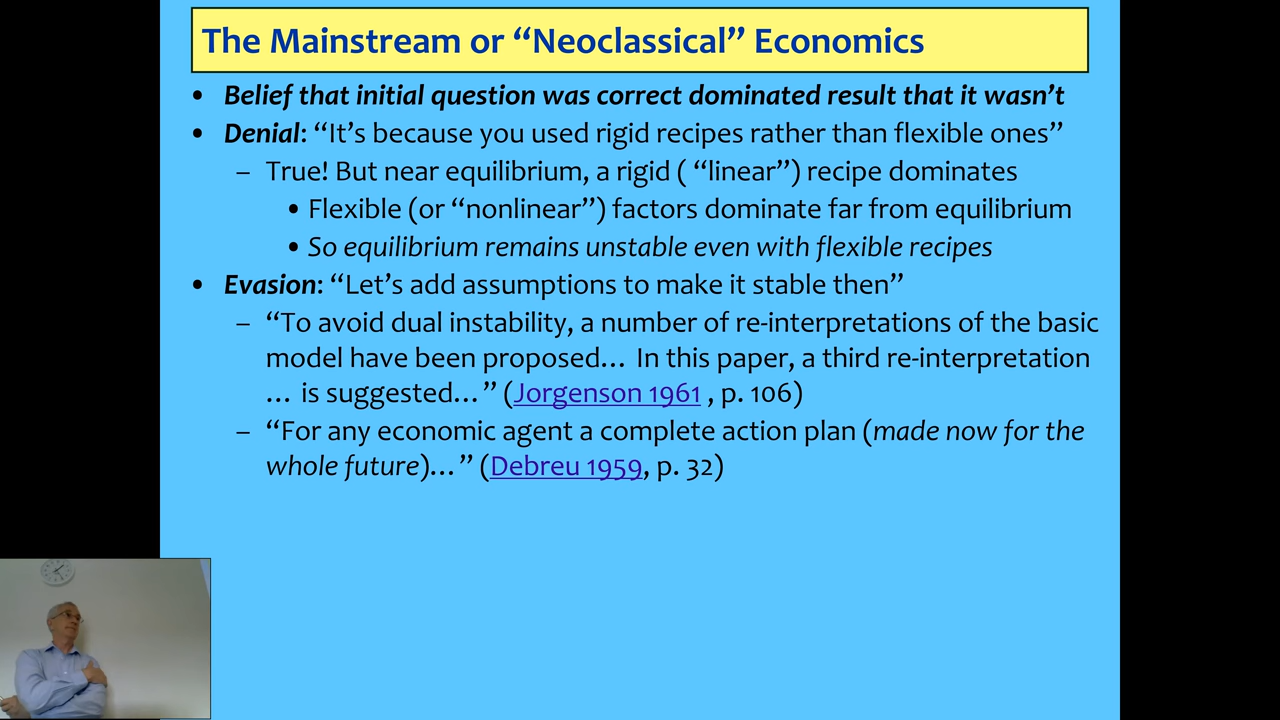 The Mainstream or “Neoclassical” Economics
• Belief that initial question was correct dominated result that it wasn’t
• Denial: “It’s because you used rigid recipes rather than flexible ones”
– True! But near equilibrium, a rigid ( “linear”) recipe dominates
• Flexible (or “nonlinear”) factors dominate far from equilibrium
• So equilibrium remains unstable even with flexible recipes
• Evasion: “Let’s add assumptions to make it stable then”
– “To avoid dual instability, a number of re-interpretations of the basic
model have been proposed… In this paper, a third re-interpretation
… is suggested…” (Jorgenson 1961 , p. 106)
– “For any economic agent a complete action plan (made now for the
whole future)…” (Debreu 1959, p. 32)